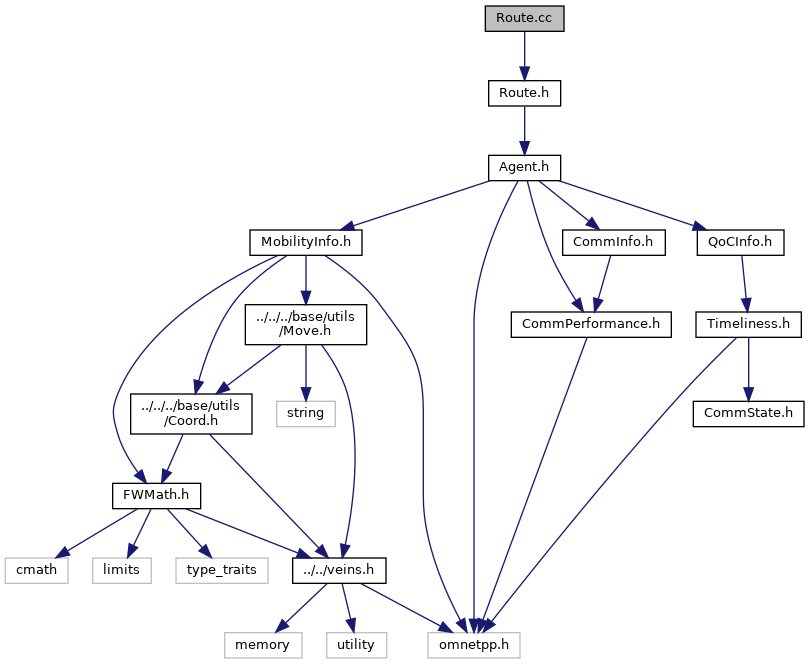 Route.cc
Route.h
Agent.h
MobilityInfo.h
CommInfo.h
QoCInfo.h
../../../base/utils
/Move.h
CommPerformance.h
Timeliness.h
../../../base/utils
/Coord.h
string
CommState.h
FWMath.h
cmath
limits
type_traits
../../veins.h
memory
utility
omnetpp.h